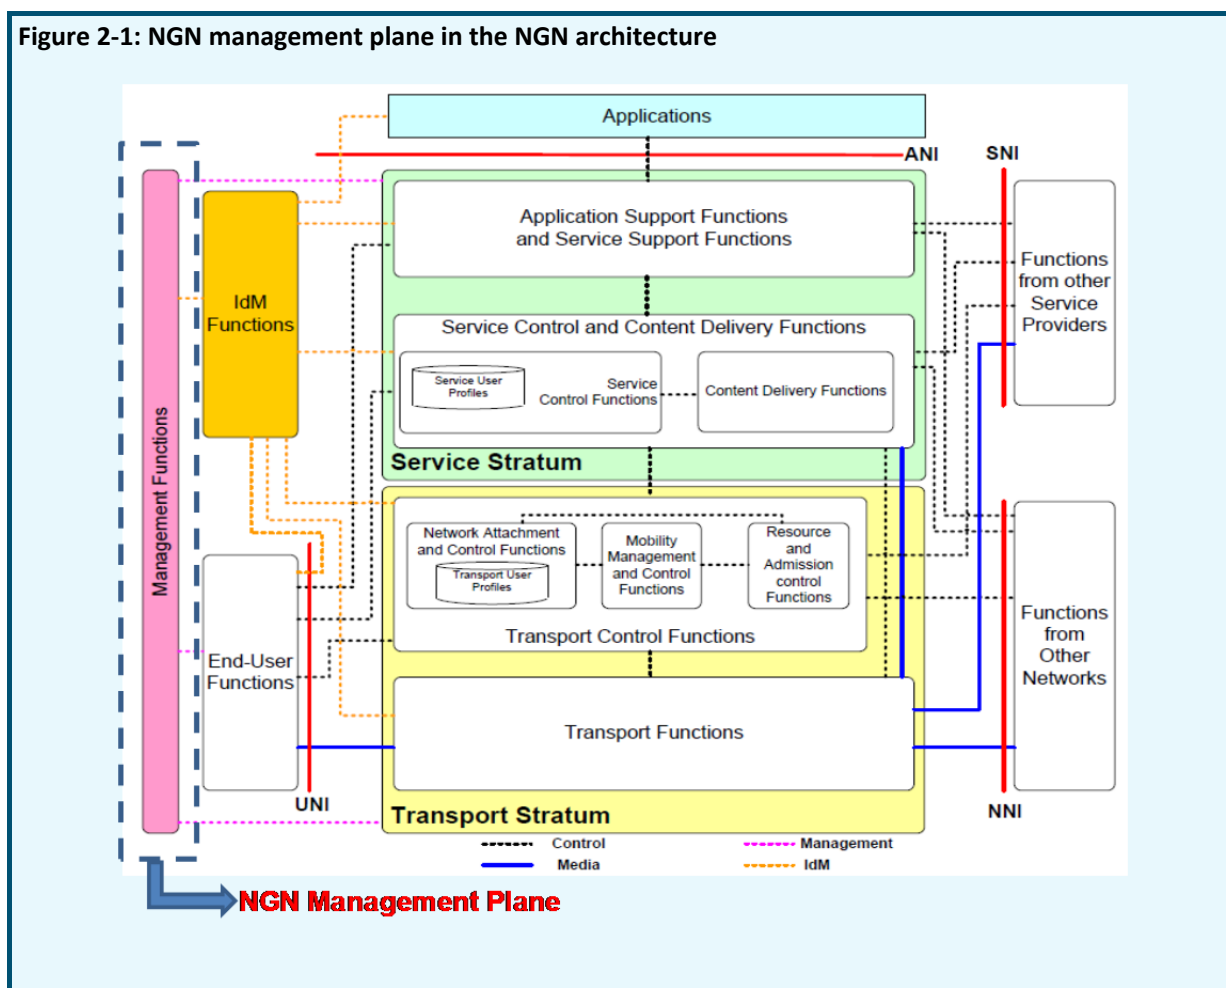 Figure 2-1: NGN management plane in the NGN architecture
Applications
ANI
SNI
Application Support Functions
and Service Support Functions
Functions
from other
Service
Providers
IdM
Functions
Service Control and Content Delivery Functions
Service User
Profiles
Service
Control Functions
Content Delivery Functions
Service Stratum
Management Functions
Network Attachment
and Control Functions
Transport User
Profiles
Mobility
Management
and Control
Functions
Resource
and
Admission
control
Functions
Transport Control Functions
End-User
Functions
Functions
from
Other
Networks
Transport Functions
UNI
NNI
Transport Stratum
Control
Management
Media
IdM
NGN Management Plane